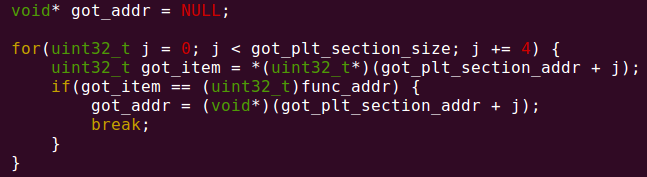 void* got_addr = NULL;

for(uint32_t j = 0; j < got_plt_section_size; j += 4) {
    uint32_t got_item = *(uint32_t*)(got_plt_section_addr + j);
    if(got_item == (uint32_t)func_addr) {
        got_addr = (void*)(got_plt_section_addr + j);
        break;
    }
}